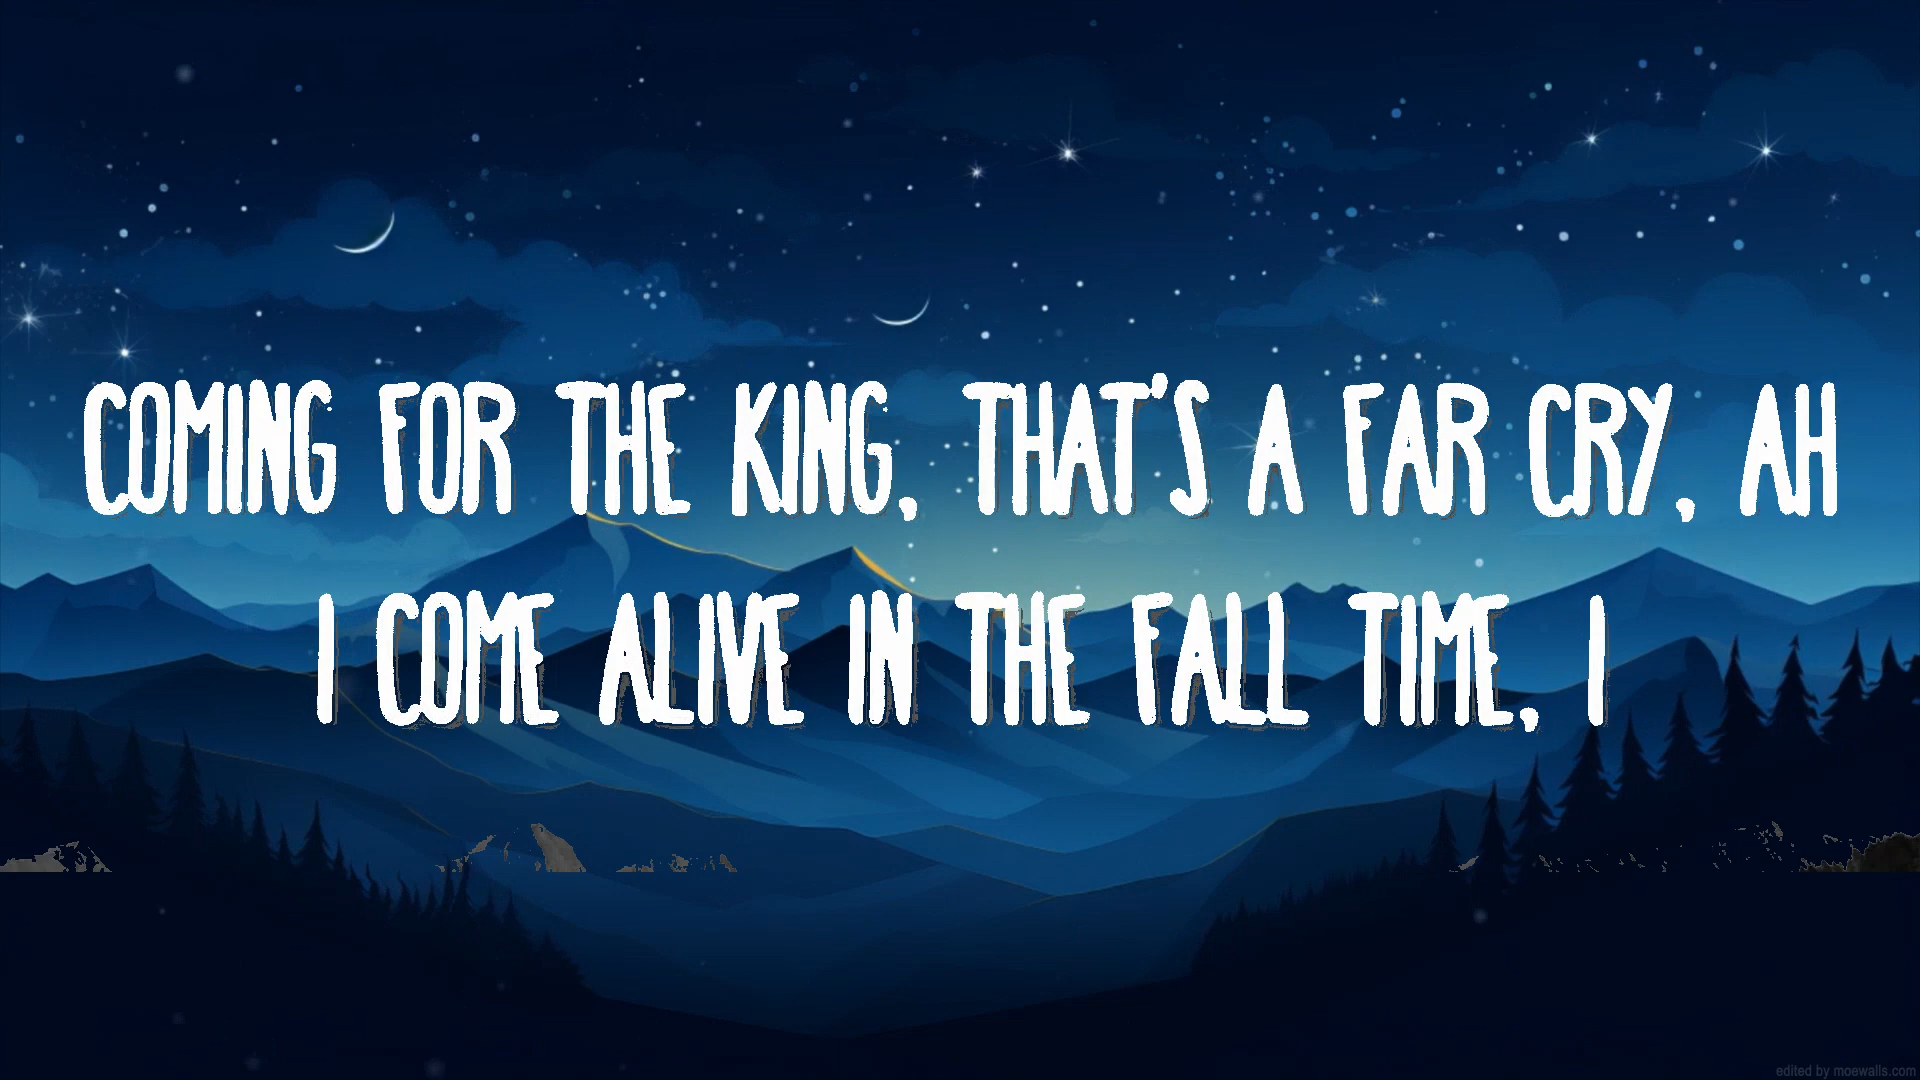 COMING FOR THE KING, THAT'S A FAR CRY, AH
I COME ALIVE IN THE FALL TIME, I
edited by moewalls.com